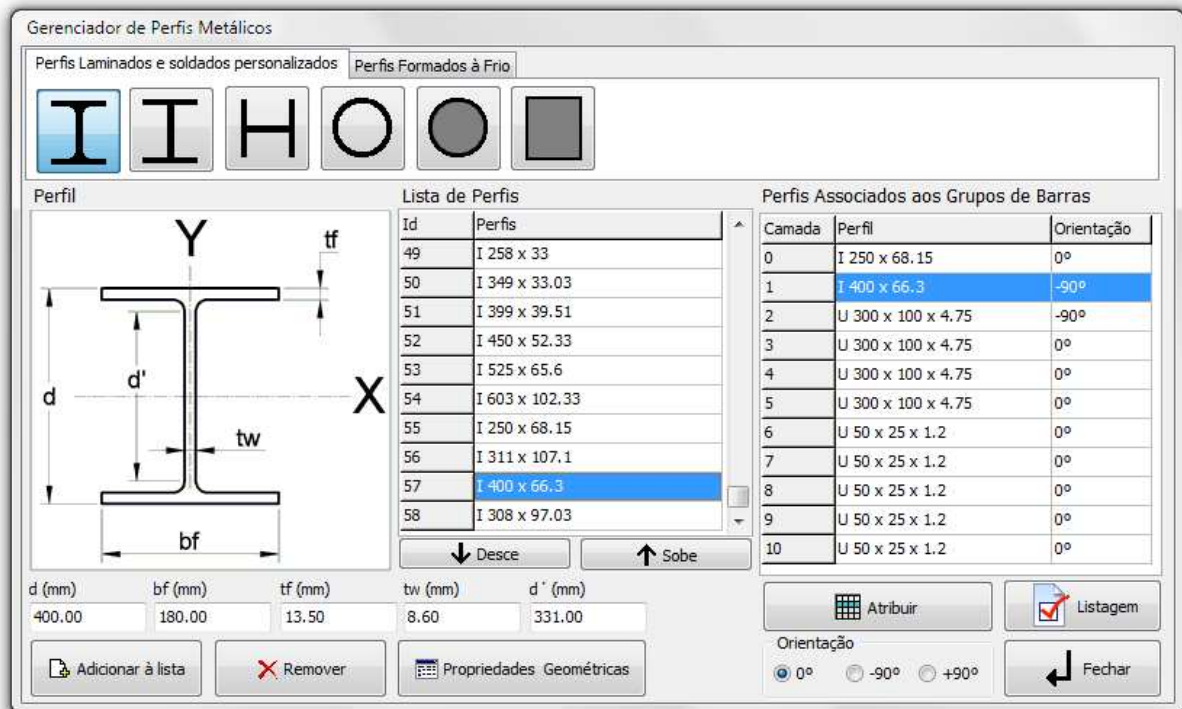 Gerenciador de Perfis Metálicos
Perfis Laminados e soldados personalizados
Perfis Formados à Frio
Perfil
Y
tf
d
d'
X
tw
bf
Lista de Perfis
Id Perfis
49 I 258 x 33
50 I 349 x 33.03
51 I 399 x 39.51
52 I 450 x 52.33
53 I 525 x 65.6
54 I 603 x 102.33
55 I 250 x 68.15
56 I 311 x 107.1
57 I 400 x 66.3
58 I 308 x 97.03
Desce
Sobe
Perfis Associados aos Grupos de Barras
Camada Perfil Orientação
0 I 250 x 68.15 0º
1 I 400 x 66.3 -90º
2 U 300 x 100 x 4.75 -90º
3 U 300 x 100 x 4.75 0º
4 U 300 x 100 x 4.75 0º
5 U 300 x 100 x 4.75 0º
6 U 50 x 25 x 1.2 0º
7 U 50 x 25 x 1.2 0º
8 U 50 x 25 x 1.2 0º
9 U 50 x 25 x 1.2 0º
10 U 50 x 25 x 1.2 0º
d (mm) bf (mm) tf (mm) tw (mm) d´ (mm)
400.00 180.00 13.50 8.60 331.00
Adicionar à lista
Remover
Propriedades Geométricas
Atribuir
Listagem
Orientação
0º -90º +90º
Fechar